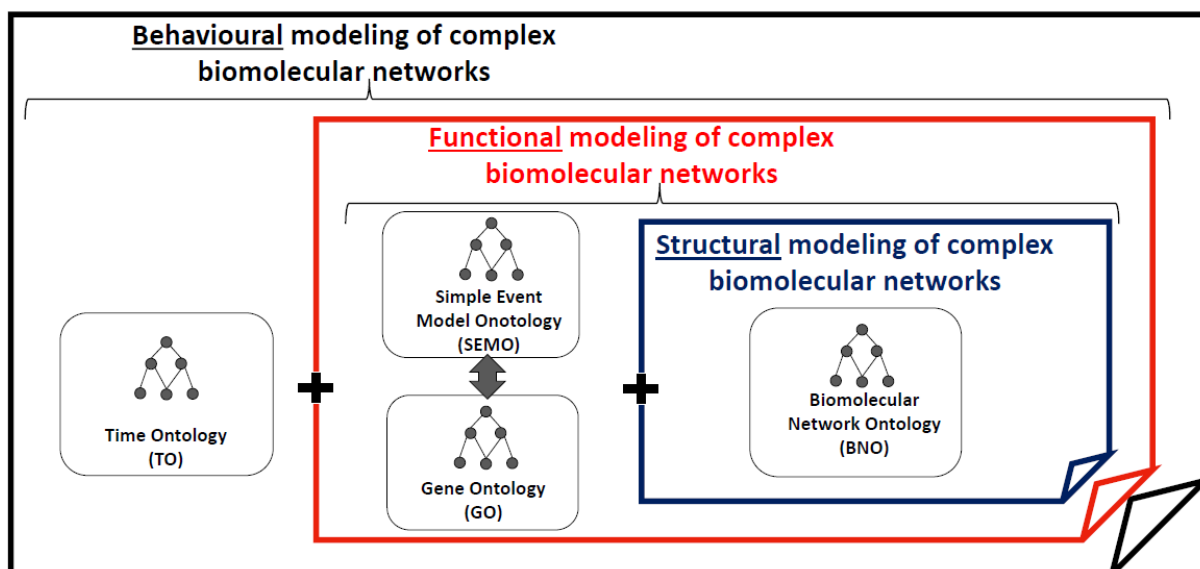 Behavioural modeling of complex
biomolecular networks
Functional modeling of complex
biomolecular networks
Structural modeling of complex
biomolecular networks
Simple Event
Model Onotology
(SEMO)
Time Ontology
(TO)
Gene Ontology
(GO)
Biomolecular
Network Ontology
(BNO)